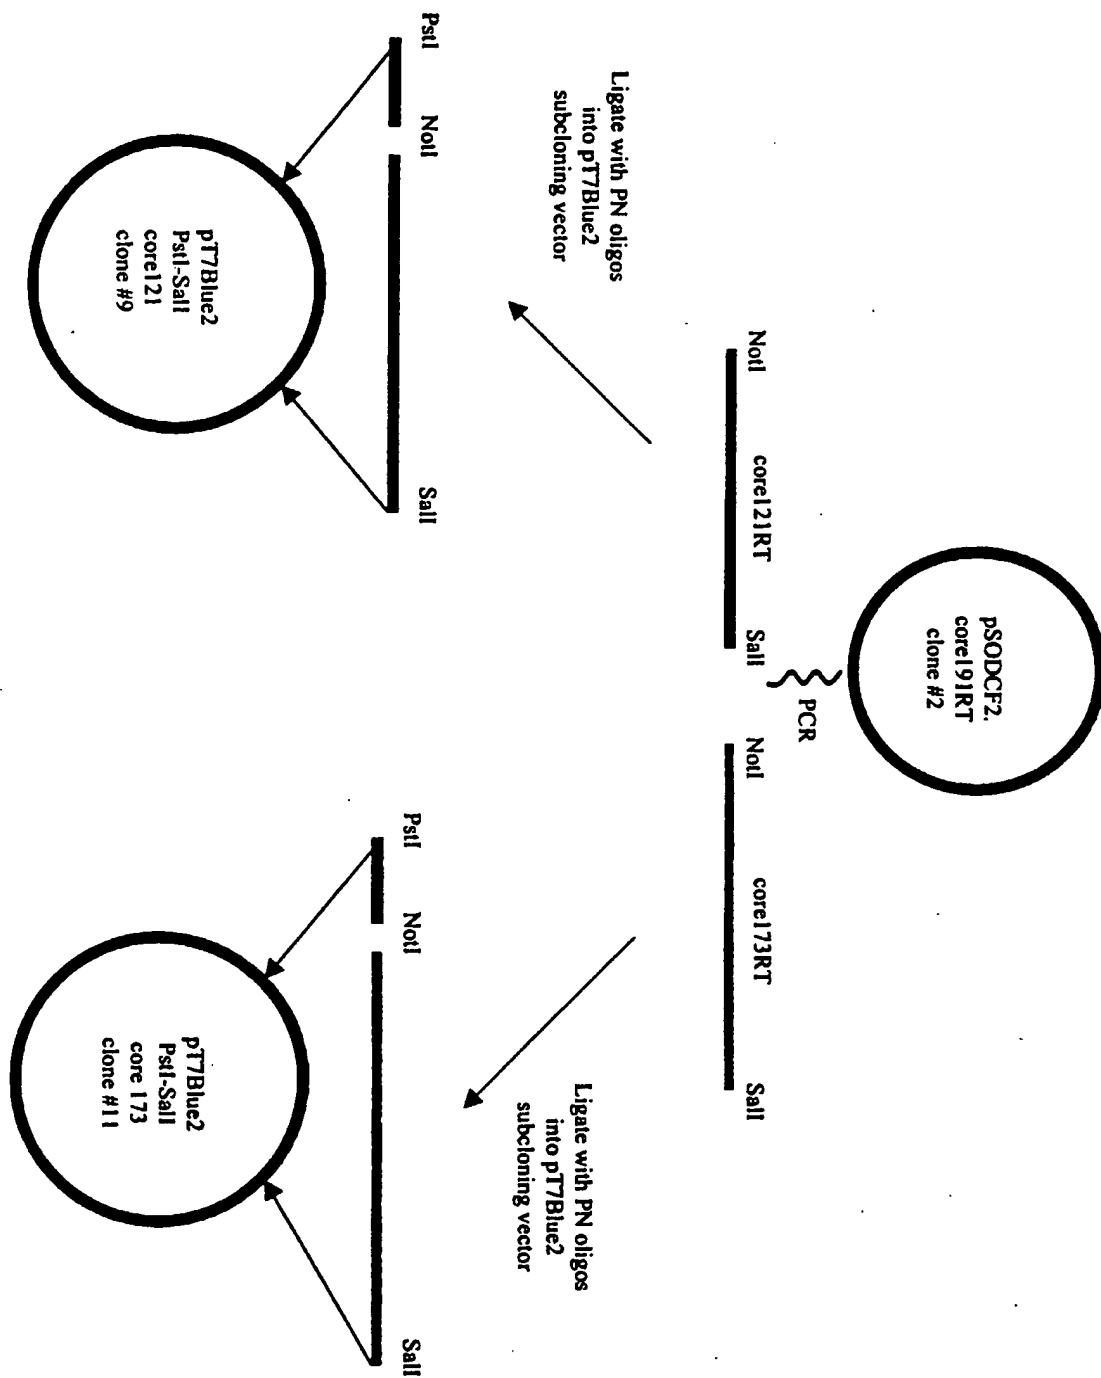 pSODCF2.
core191RT
clone #2
PCR
NotI
core121RT
SalI
NotI
core173RT
SalI
Ligate with PN oligos
into pT7Blue2
subcloning vector
Ligate with PN oligos
into pT7Blue2
subcloning vector
PstI
NotI
SalI
PstI
NotI
SalI
pT7Blue2
PstI-SalI
core121
clone #9
pT7Blue2
PstI-SalI
core 173
clone #11